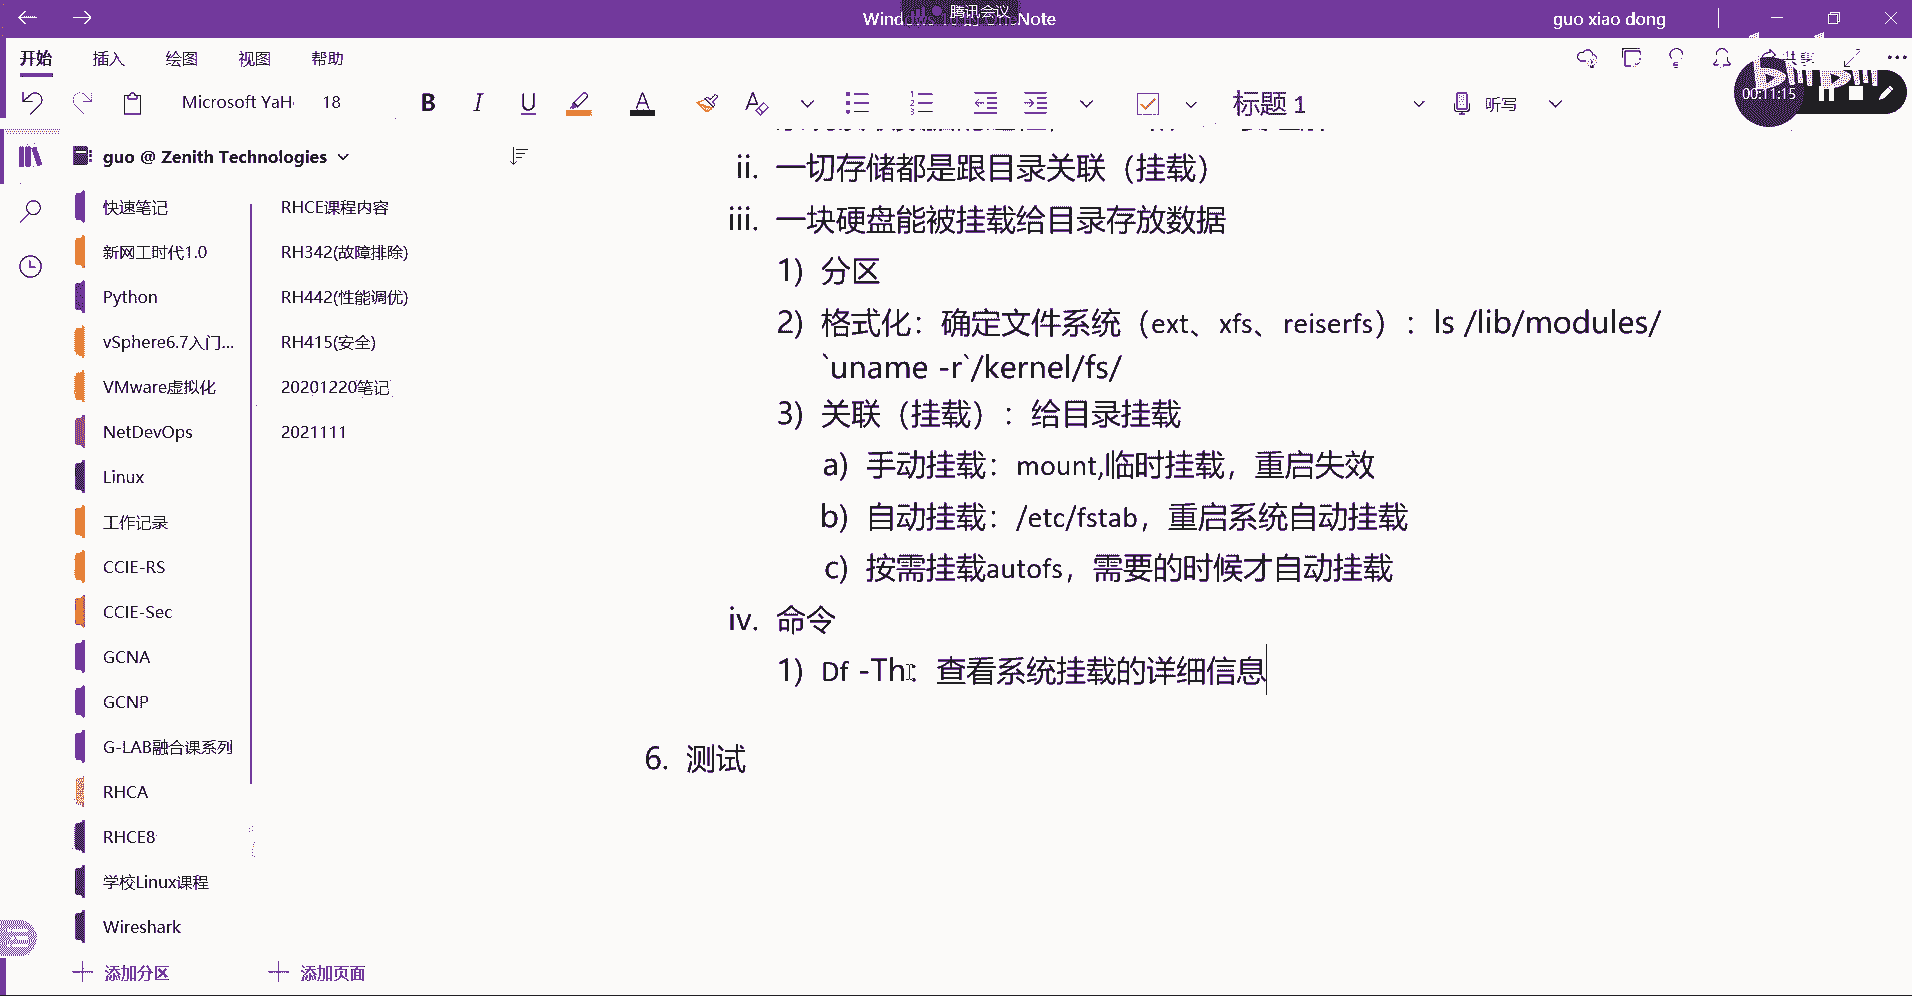 腾讯会议
guo xiao dong
开始 插入 绘图 视图 帮助
共享
Microsoft YaH 18 B I U A 标题 1 听写
00:11:15
guo @ Zenith Technologies
快速笔记
新网工时代1.0
Python
vSphere6.7入门...
VMware虚拟化
NetDevOps
Linux
工作记录
CCIE-RS
CCIE-Sec
GCNA
GCNP
G-LAB融合课系列
RHCA
RHCE8
学校Linux课程
Wireshark
添加分区
RHCE课程内容
RH342(故障排除)
RH442(性能调优)
RH415(安全)
20201220笔记
2021111
添加页面
ii. 一切存储都是跟目录关联（挂载）
iii. 一块硬盘能被挂载给目录存放数据
1) 分区
2) 格式化：确定文件系统（ext、xfs、reiserfs）：ls /lib/modules/
`uname -r`/kernel/fs/
3) 关联（挂载）：给目录挂载
a) 手动挂载：mount,临时挂载，重启失效
b) 自动挂载：/etc/fstab，重启系统自动挂载
c) 按需挂载autofs，需要的时候才自动挂载
iv. 命令
1) Df -Th：查看系统挂载的详细信息
6. 测试